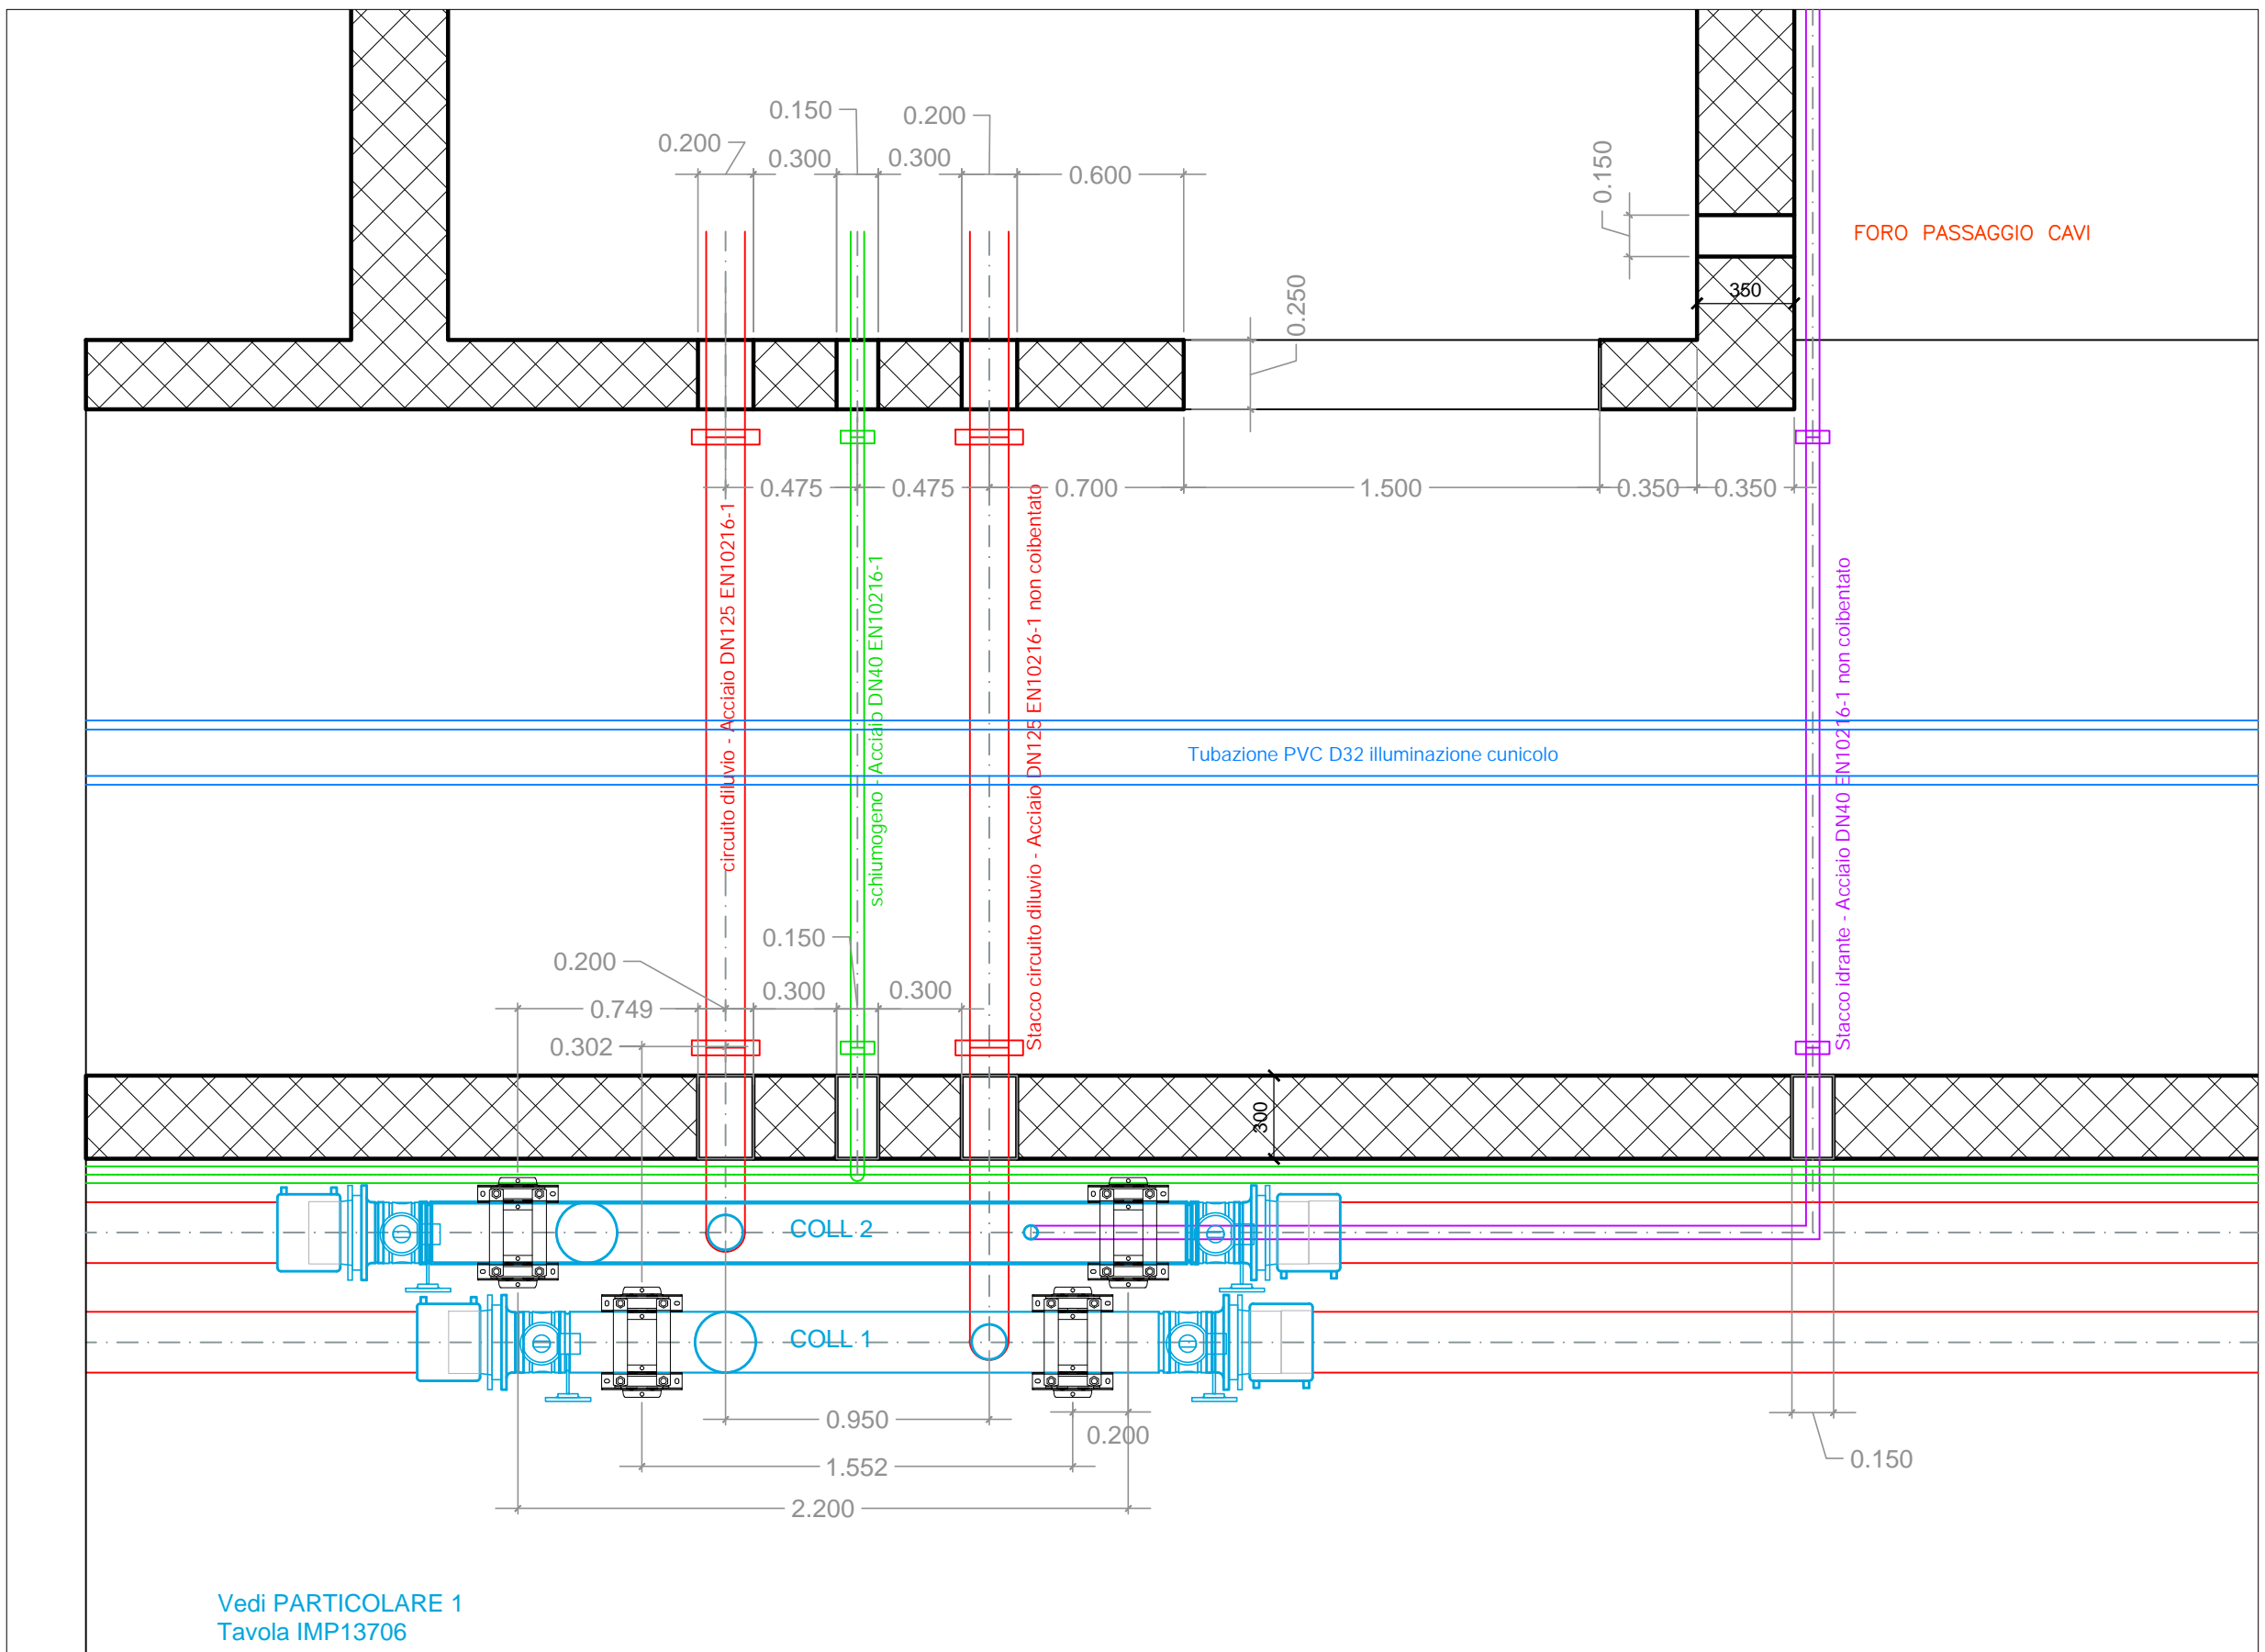 0.150
0.200
0.200
0.300
0.300
0.600
0.150
FORO PASSAGGIO CAVI
350
0.250
0.475
0.475
0.700
1.500
0.350
0.350
circuito diluvio - Acciaio DN125 EN10216-1
schiumogeno - Acciaio DN40 EN10216-1
Stacco circuito diluvio - Acciaio DN125 EN10216-1 non coibentato
Stacco idrante - Acciaio DN40 EN10216-1 non coibentato
Tubazione PVC D32 illuminazione cunicolo
0.150
0.200
0.300
0.300
0.749
0.302
300
COLL 2
COLL 1
0.950
0.200
1.552
0.150
2.200
Vedi PARTICOLARE 1
Tavola IMP13706